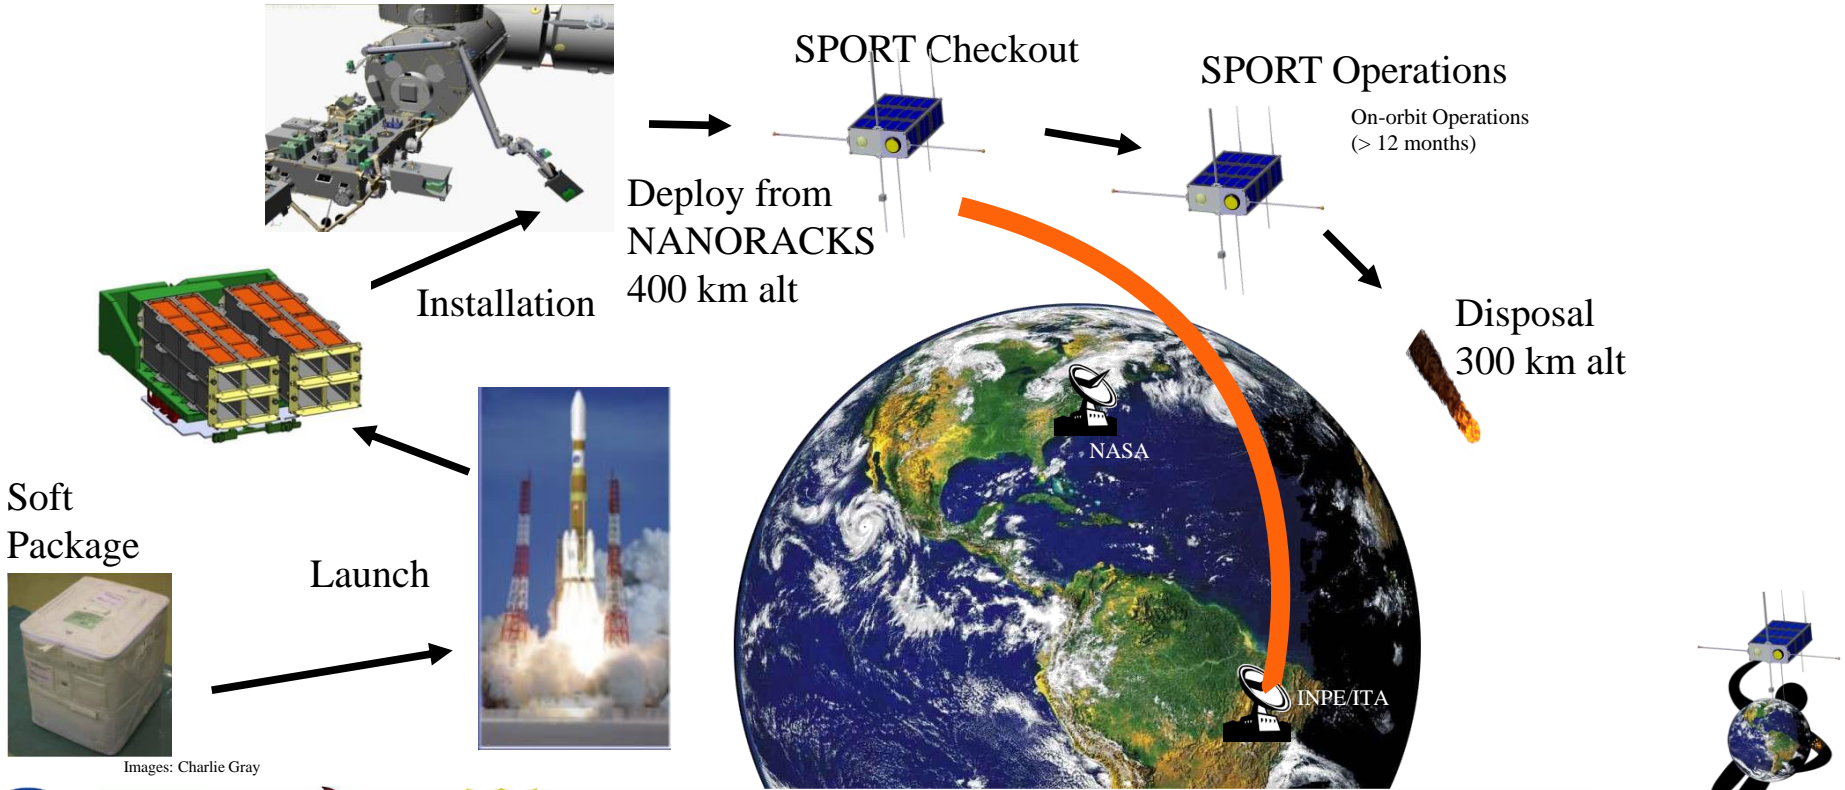 SPORT Checkout
SPORT Operations
On-orbit Operations
(> 12 months)
Deploy from
NANORACKS
400 km alt
Installation
Disposal
300 km alt
NASA
Soft
Package
Launch
INPE/ITA
Images: Charlie Gray